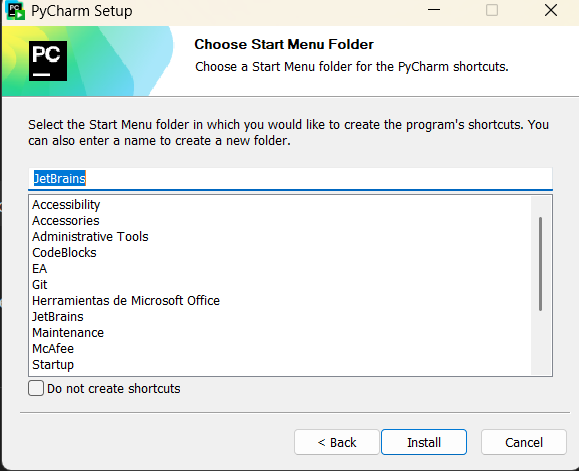 PyCharm Setup
PC
Choose Start Menu Folder
Choose a Start Menu folder for the PyCharm shortcuts.
Select the Start Menu folder in which you would like to create the program's shortcuts. You
can also enter a name to create a new folder.
JetBrains
Accessibility
Accessories
Administrative Tools
CodeBlocks
EA
Git
Herramientas de Microsoft Office
JetBrains
Maintenance
McAfee
Startup
Do not create shortcuts
< Back
Install
Cancel